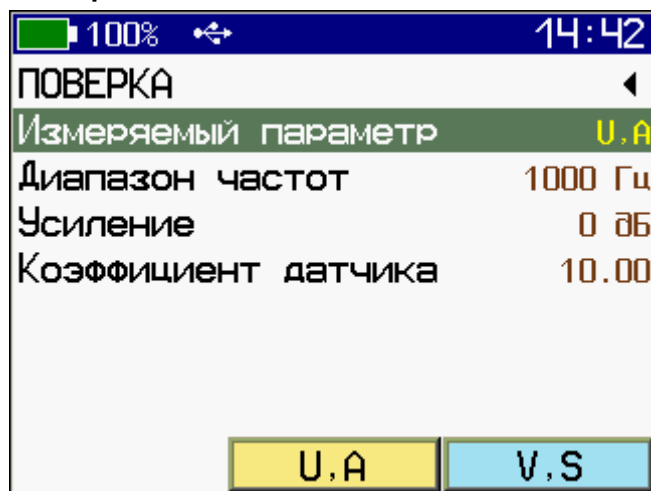 100% 14:42
ПОВЕРКА
Измеряемый параметр U,A
Диапазон частот 1000 Гц
Усиление 0 дБ
Коэффициент датчика 10.00
U,A V,S